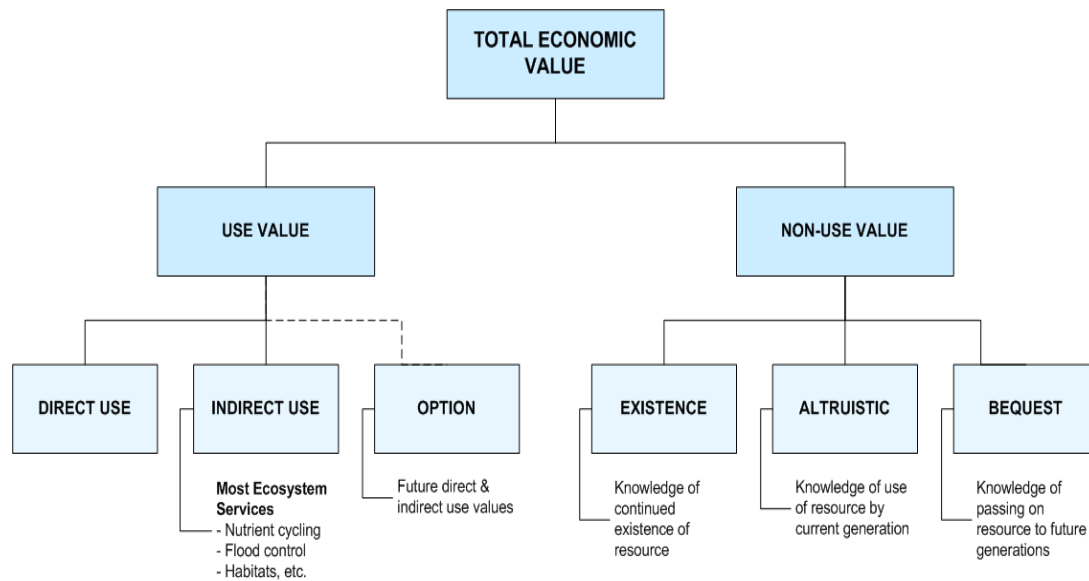 TOTAL ECONOMIC
VALUE
USE VALUE
NON-USE VALUE
DIRECT USE
INDIRECT USE
OPTION
EXISTENCE
ALTRUISTIC
BEQUEST
Most Ecosystem
Services
- Nutrient cycling
- Flood control
- Habitats, etc.
Future direct &
indirect use values
Knowledge of
continued
existence of
resource
Knowledge of use
of resource by
current generation
Knowledge of
passing on
resource to future
generations